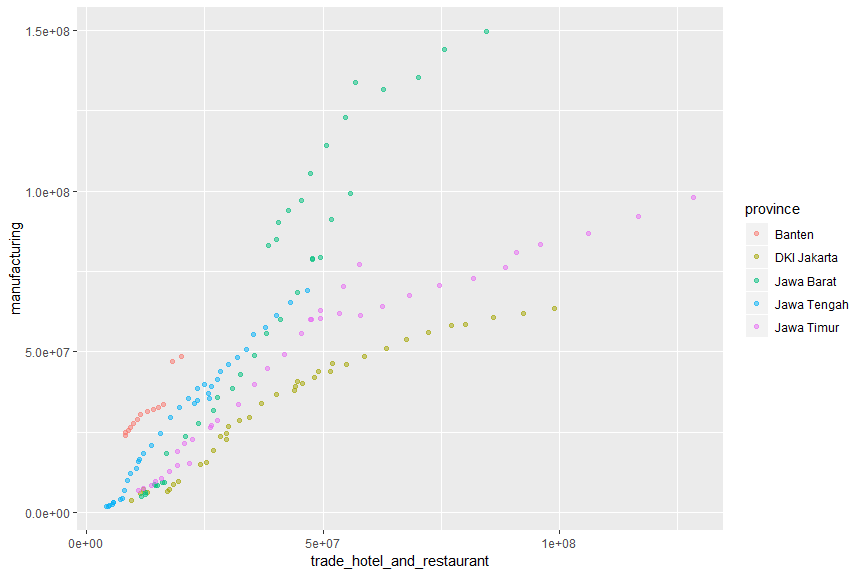 1.5e+08
1.0e+08
5.0e+07
0.0e+00
manufacturing
0e+00
5e+07
1e+08
trade_hotel_and_restaurant
province
Banten
DKI Jakarta
Jawa Barat
Jawa Tengah
Jawa Timur